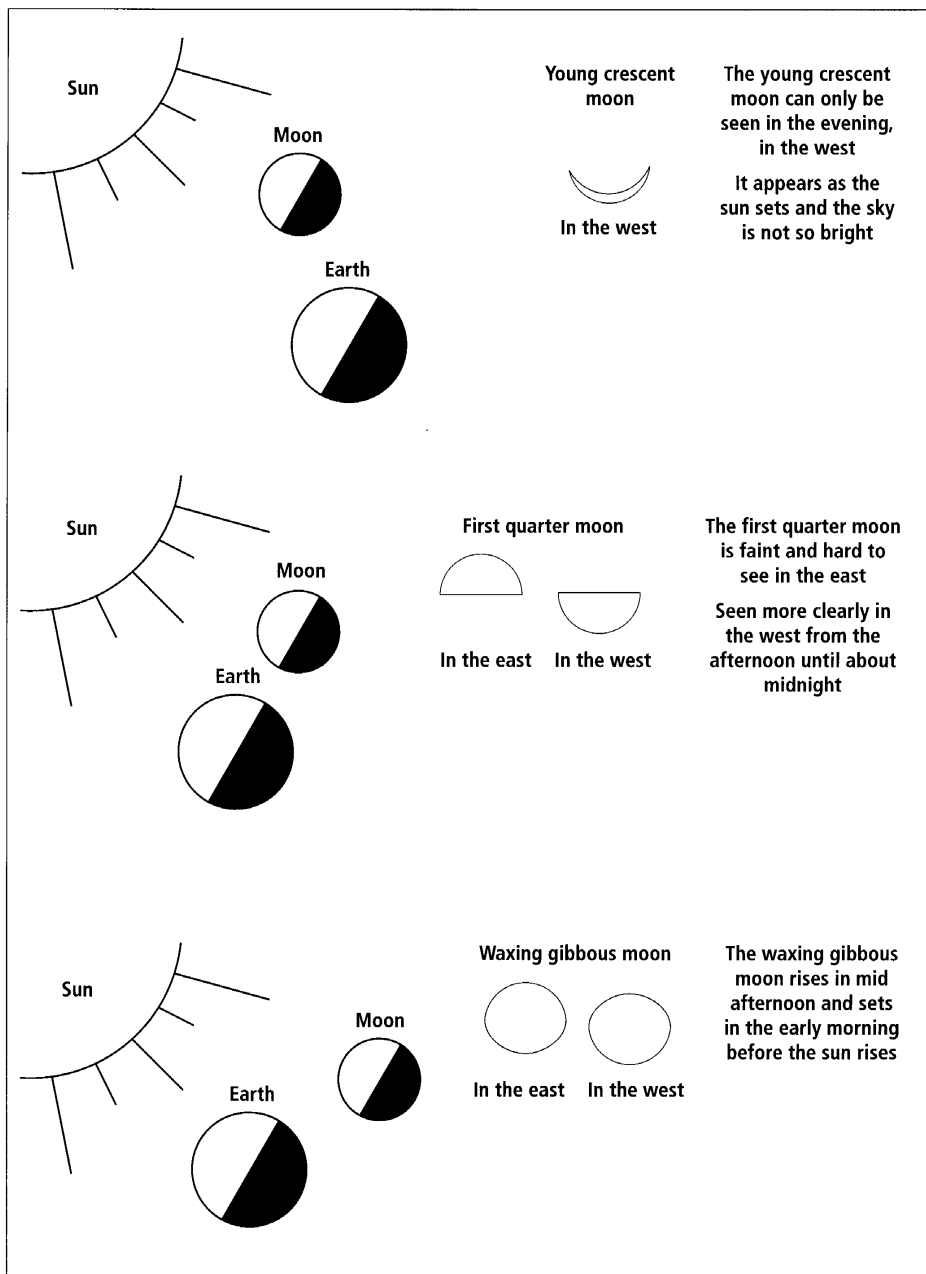 Sun
Moon
Earth
Young crescent
moon
In the west
The young crescent
moon can only be
seen in the evening,
in the west
It appears as the
sun sets and the sky
is not so bright
Sun
Moon
Earth
First quarter moon
In the east
In the west
The first quarter moon
is faint and hard to
see in the east
Seen more clearly in
the west from the
afternoon until about
midnight
Sun
Moon
Earth
Waxing gibbous moon
In the east
In the west
The waxing gibbous
moon rises in mid
afternoon and sets
in the early morning
before the sun rises